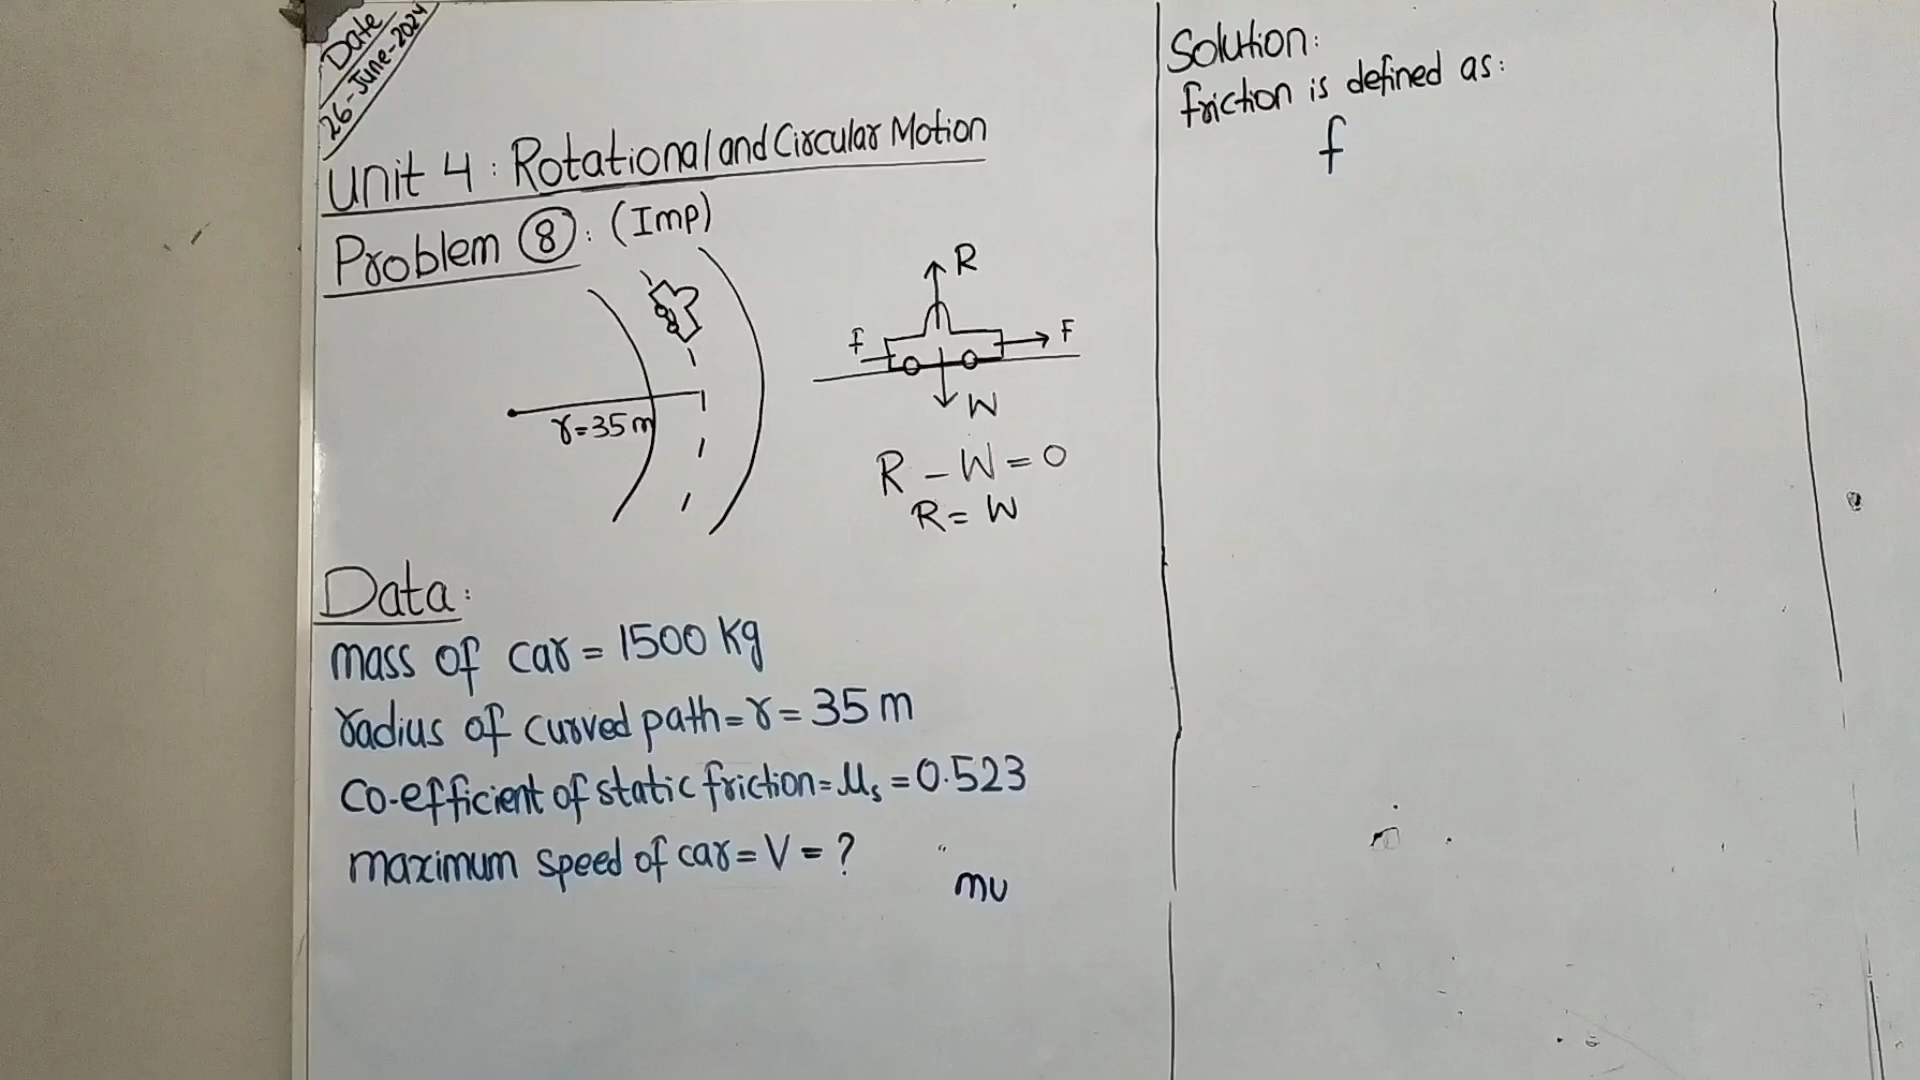 Date
26-June-2024
Unit 4: Rotational and Circular Motion
Problem 8: (Imp)
R
f
F
W
r=35m
R - W = 0
R = W
Data:
mass of car = 1500 kg
radius of curved path = r = 35 m
Co-efficient of static friction = μs = 0.523
maximum speed of car = V = ?
mu
Solution:
friction is defined as:
f